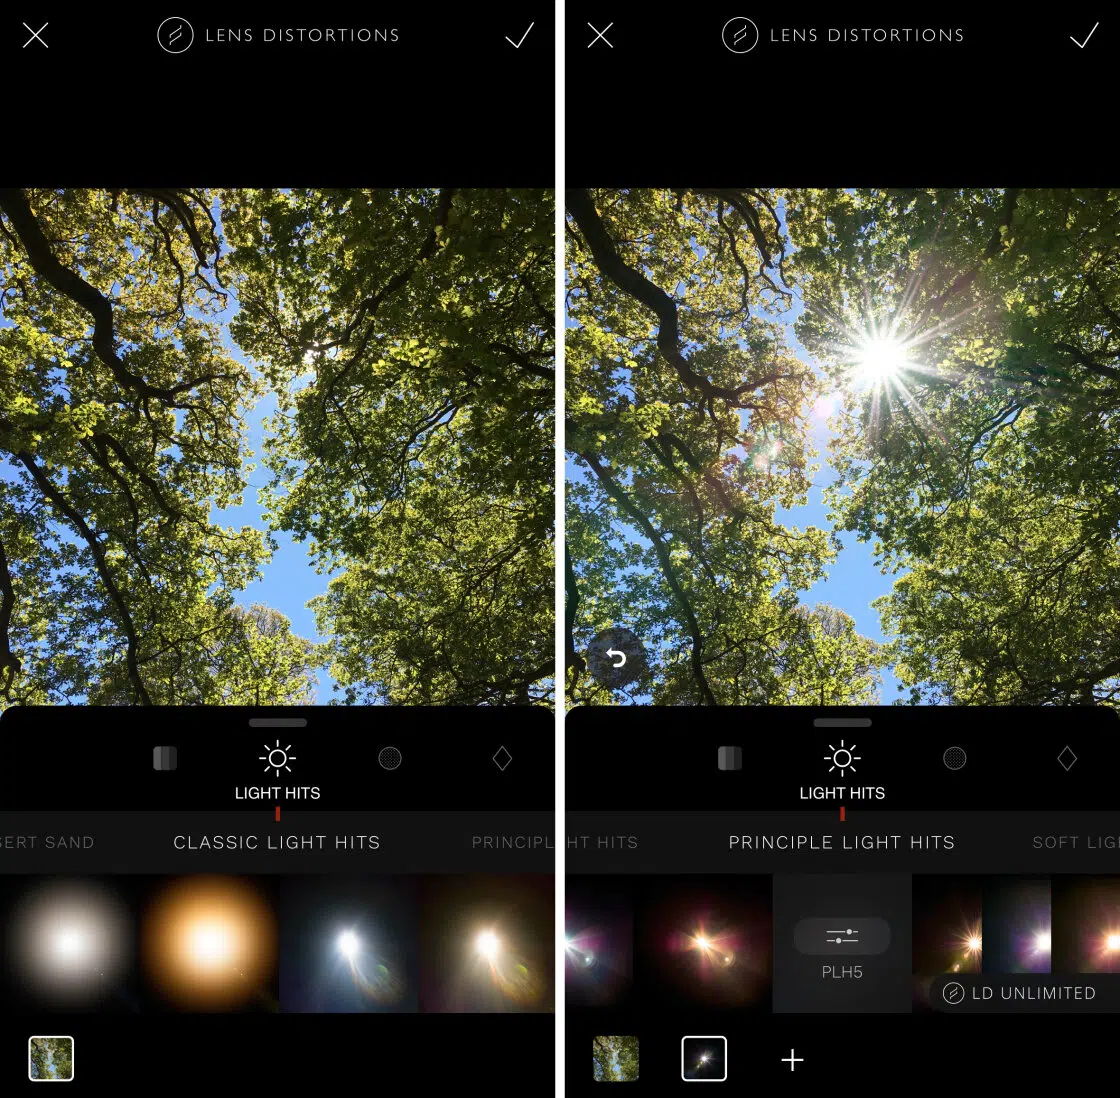 LENS DISTORTIONS
LIGHT HITS
SERT SAND
CLASSIC LIGHT HITS
PRINCIPL
LENS DISTORTIONS
LIGHT HITS
HT HITS
PRINCIPLE LIGHT HITS
SOFT LIG
PLH5
LD UNLIMITED